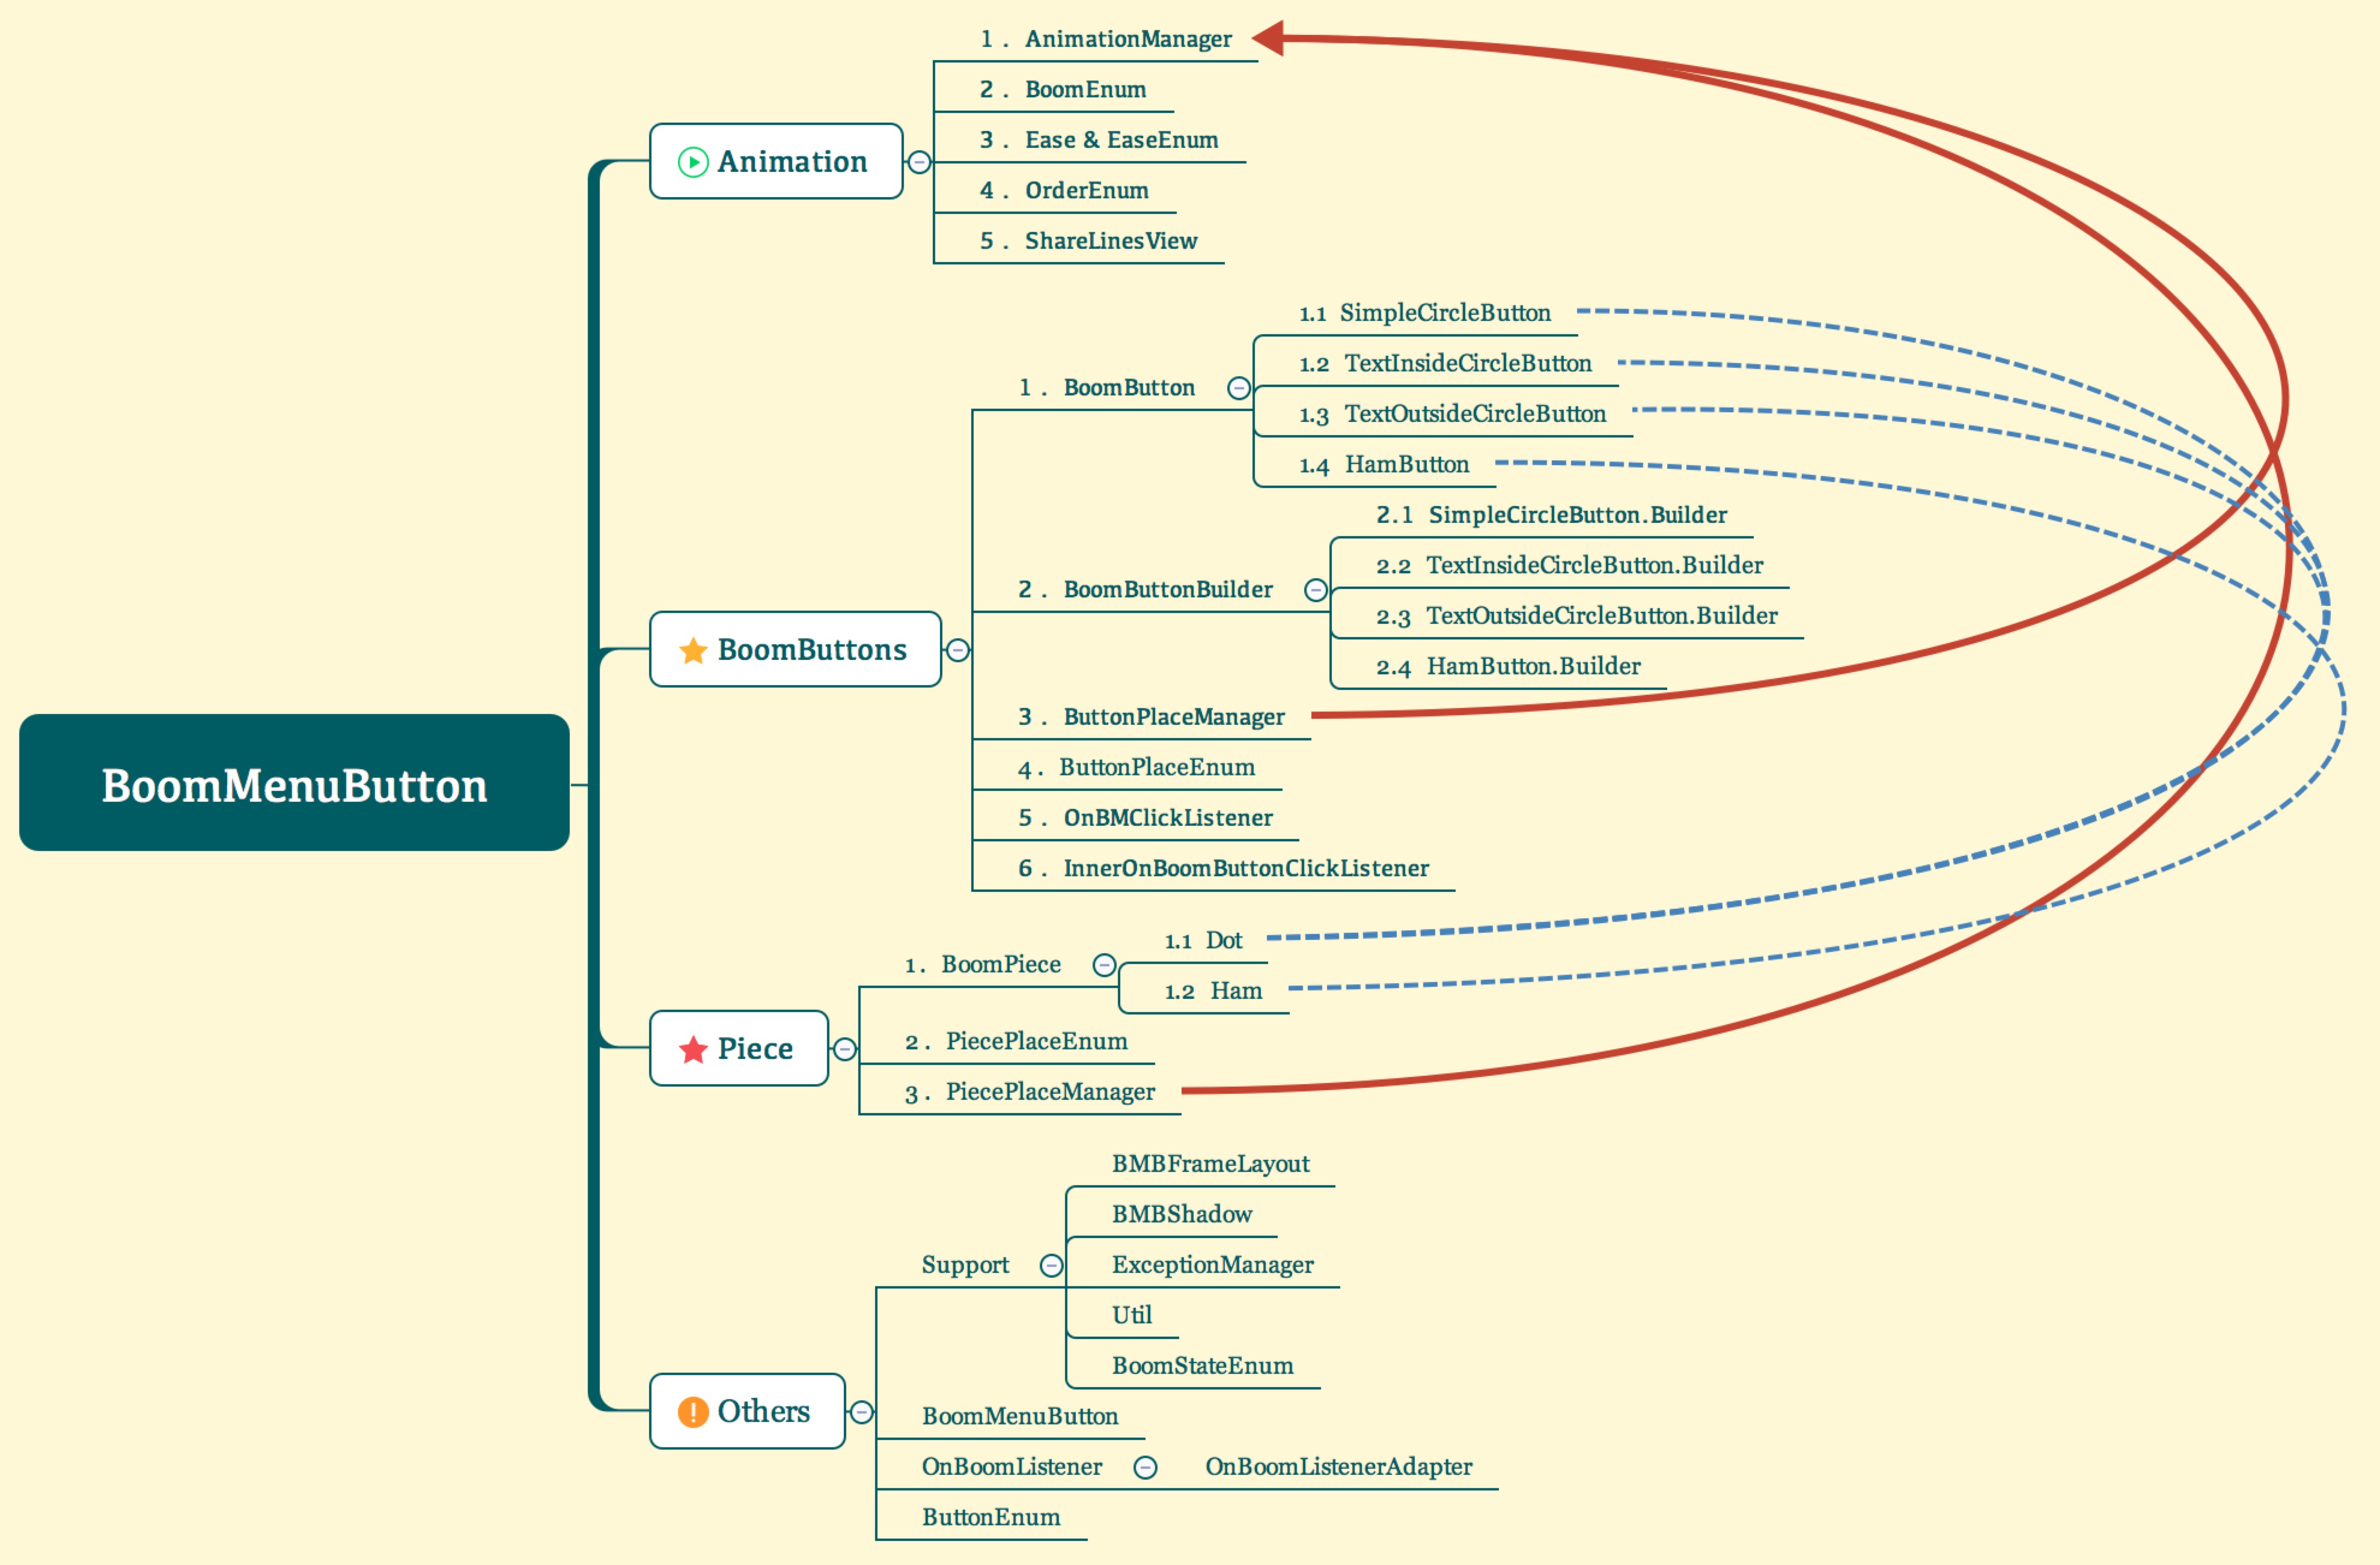 BoomMenuButton
Animation
1 . AnimationManager
2 . BoomEnum
3 . Ease & EaseEnum
4 . OrderEnum
5 . ShareLinesView
BoomButtons
1 . BoomButton
1.1 SimpleCircleButton
1.2 TextInsideCircleButton
1.3 TextOutsideCircleButton
1.4 HamButton
2 . BoomButtonBuilder
2.1 SimpleCircleButton.Builder
2.2 TextInsideCircleButton.Builder
2.3 TextOutsideCircleButton.Builder
2.4 HamButton.Builder
3 . ButtonPlaceManager
4 . ButtonPlaceEnum
5 . OnBMClickListener
6 . InnerOnBoomButtonClickListener
Piece
1 . BoomPiece
1.1 Dot
1.2 Ham
2 . PiecePlaceEnum
3 . PiecePlaceManager
Others
Support
BMBFrameLayout
BMBShadow
ExceptionManager
Util
BoomStateEnum
BoomMenuButton
OnBoomListener
OnBoomListenerAdapter
ButtonEnum